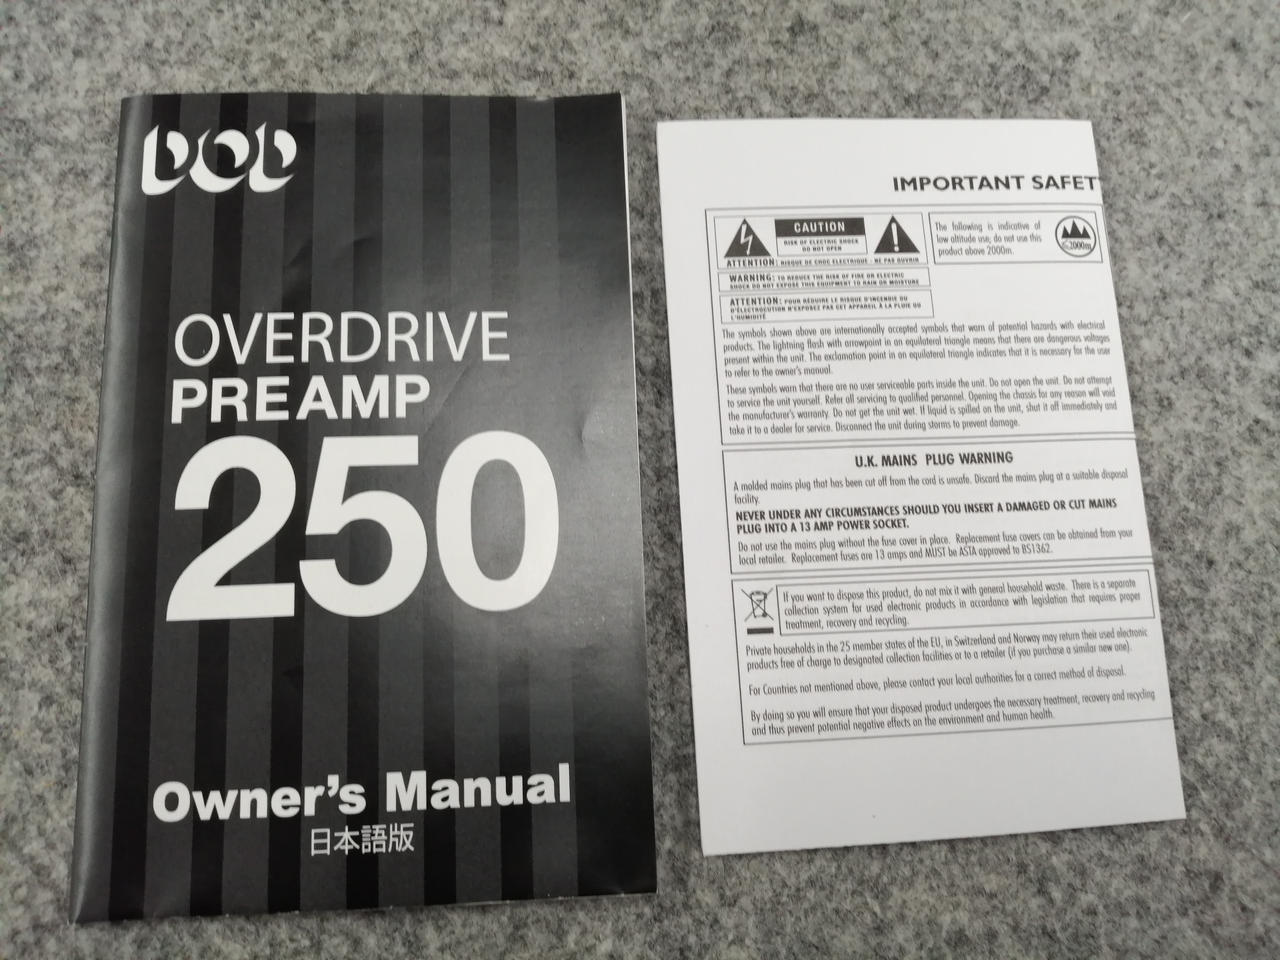 DOD
OVERDRIVE
PREAMP
250
Owner's Manual
日本語版
IMPORTANT SAFET
CAUTION
RISK OF ELECTRIC SHOCK
DO NOT OPEN
ATTENTION: RISQUE DE CHOC ELECTRIQUE - NE PAS OUVRIR
WARNING: TO REDUCE THE RISK OF FIRE OR ELECTRIC
SHOCK DO NOT EXPOSE THIS EQUIPMENT TO RAIN OR MOISTURE
ATTENTION: POUR RÉDUIRE LE RISQUE D'INCENDIE OU
D'ÉLECTROCUTION N'EXPOSEZ PAS CET APPAREIL À LA PLUIE OU
L'HUMIDITÉ
The following is indicative of
low altitude use; do not use this
product above 2000m.
≤2000m
The symbols shown above are internationally accepted symbols that warn of potential hazards with electrical
products. The lightning flash with arrowpoint in an equilateral triangle means that there are dangerous voltages
present within the unit. The exclamation point in an equilateral triangle indicates that it is necessary for the user
to refer to the owner's manual.
These symbols warn that there are no user serviceable parts inside the unit. Do not open the unit. Do not attempt
to service the unit yourself. Refer all servicing to qualified personnel. Opening the chassis for any reason will void
the manufacturer's warranty. Do not get the unit wet. If liquid is spilled on the unit, shut it off immediately and
take it to a dealer for service. Disconnect the unit during storms to prevent damage.
U.K. MAINS PLUG WARNING
A molded mains plug that has been cut off from the cord is unsafe. Discard the mains plug at a suitable disposal
facility.
NEVER UNDER ANY CIRCUMSTANCES SHOULD YOU INSERT A DAMAGED OR CUT MAINS
PLUG INTO A 13 AMP POWER SOCKET.
Do not use the mains plug without the fuse cover in place. Replacement fuse covers can be obtained from your
local retailer. Replacement fuses are 13 amps and MUST be ASTA approved to BS1362.
If you want to dispose this product, do not mix it with general household waste. There is a separate
collection system for used electronic products in accordance with legislation that requires proper
treatment, recovery and recycling.
Private households in the 25 member states of the EU, in Switzerland and Norway may return their used electronic
products free of charge to designated collection facilities or to a retailer (if you purchase a similar new one).
For Countries not mentioned above, please contact your local authorities for a correct method of disposal.
By doing so you will ensure that your disposed product undergoes the necessary treatment, recovery and recycling
and thus prevent potential negative effects on the environment and human health.